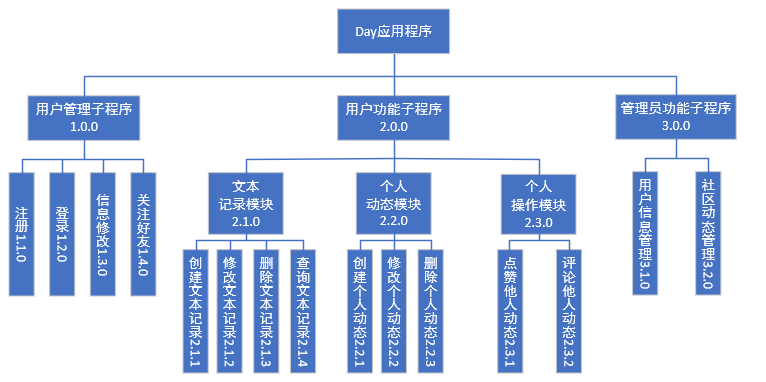 Day应用程序
用户管理子程序
1.0.0
用户功能子程序
2.0.0
管理员功能子程序
3.0.0
注册1.1.0
登录1.2.0
信息修改1.3.0
关注好友1.4.0
文本
记录模块
2.1.0
个人
动态模块
2.2.0
个人
操作模块
2.3.0
用户信息管理3.1.0
社区动态管理3.2.0
创建文本记录2.1.1
修改文本记录2.1.2
删除文本记录2.1.3
查询文本记录2.1.4
创建个人动态2.2.1
修改个人动态2.2.2
删除个人动态2.2.3
点赞他人动态2.3.1
评论他人动态2.3.2